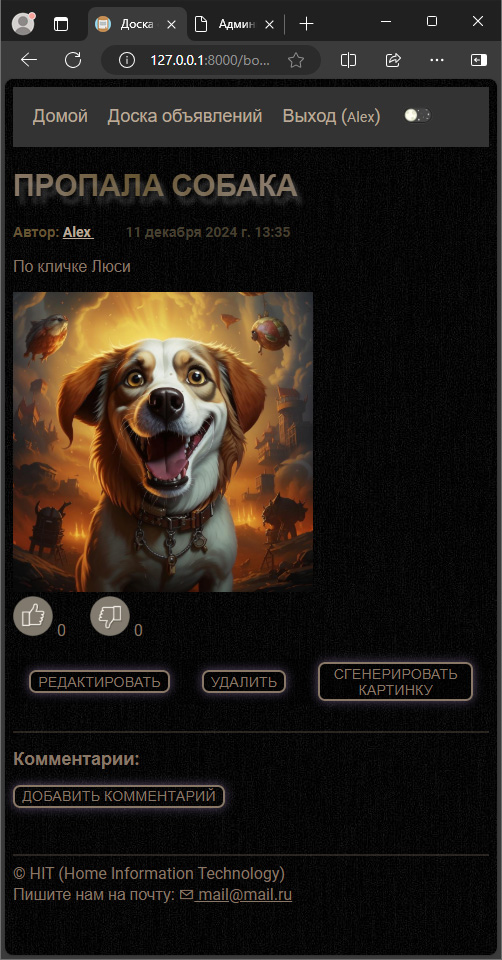 Доска
Админ
127.0.0.1:8000/bo...
Домой Доска объявлений Выход (Alex)
ПРОПАЛА СОБАКА
Автор: Alex 11 декабря 2024 г. 13:35
По кличке Люси
0 0
РЕДАКТИРОВАТЬ УДАЛИТЬ СГЕНЕРИРОВАТЬ
КАРТИНКУ
Комментарии:
ДОБАВИТЬ КОММЕНТАРИЙ
© HIT (Home Information Technology)
Пишите нам на почту: mail@mail.ru